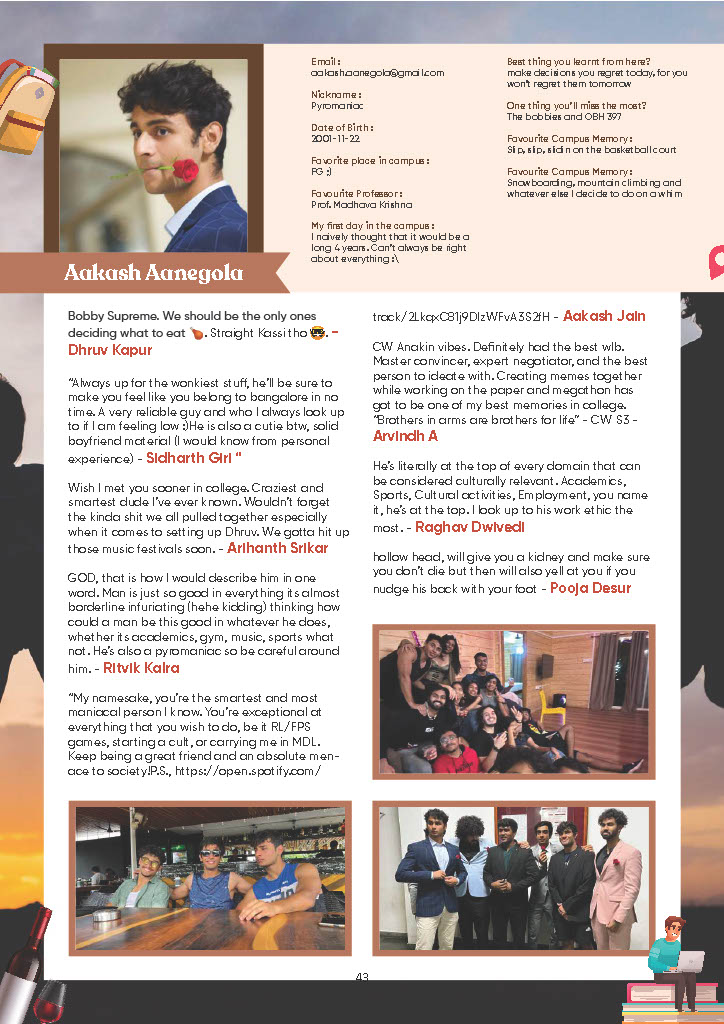 Email :
aakash.aanegola@gmail.com
Nickname :
Pyromaniac
Date of Birth :
2001-11-22
Favorite place in campus :
FG ;)
Favourite Professor :
Prof. Madhava Krishna
My first day in the campus :
I naively thought that it would be a
long 4 years. Can't always be right
about everything :\
Best thing you learnt from here?
make decisions you regret today, for you
won't regret them tomorrow
One thing you'll miss the most?
The bobbies and OBH 397
Favourite Campus Memory :
Slip, slip, slidin on the basketball court
Favourite Campus Memory :
Snowboarding, mountain climbing and
whatever else I decide to do on a whim
Aakash Aanegola
Bobby Supreme. We should be the only ones
deciding what to eat 🍗. Straight Kassi tho 🤓. -
Dhruv Kapur
"Always up for the wonkiest stuff, he'll be sure to
make you feel like you belong to bangalore in no
time. A very reliable guy and who I always look up
to if I am feeling low :)He is also a cutie btw, solid
boyfriend material (I would know from personal
experience) - Sidharth Giri "
Wish I met you sooner in college. Craziest and
smartest dude I've ever known. Wouldn't forget
the kinda shit we all pulled together especially
when it comes to setting up Dhruv. We gotta hit up
those music festivals soon. - Arihanth Srikar
GOD, that is how I would describe him in one
word. Man is just so good in everything its almost
borderline infuriating (hehe kidding) thinking how
could a man be this good in whatever he does,
whether its academics, gym, music, sports what
not. He's also a pyromaniac so be careful around
him. - Ritvik Kalra
"My namesake, you're the smartest and most
maniacal person I know. You're exceptional at
everything that you wish to do, be it RL/FPS
games, starting a cult, or carrying me in MDL.
Keep being a great friend and an absolute men-
ace to society!P.S., https://open.spotify.com/
track/2LkqxC81j9DIzWFvA3S2fH - Aakash Jain
CW Anakin vibes. Definitely had the best wlb.
Master convincer, expert negotiator, and the best
person to ideate with. Creating memes together
while working on the paper and megathon has
got to be one of my best memories in college.
"Brothers in arms are brothers for life" - CW S3 -
Arvindh A
He's literally at the top of every domain that can
be considered culturally relevant. Academics,
Sports, Cultural activities, Employment, you name
it, he's at the top. I look up to his work ethic the
most. - Raghav Dwivedi
hollow head, will give you a kidney and make sure
you don't die but then will also yell at you if you
nudge his back with your foot - Pooja Desur
43